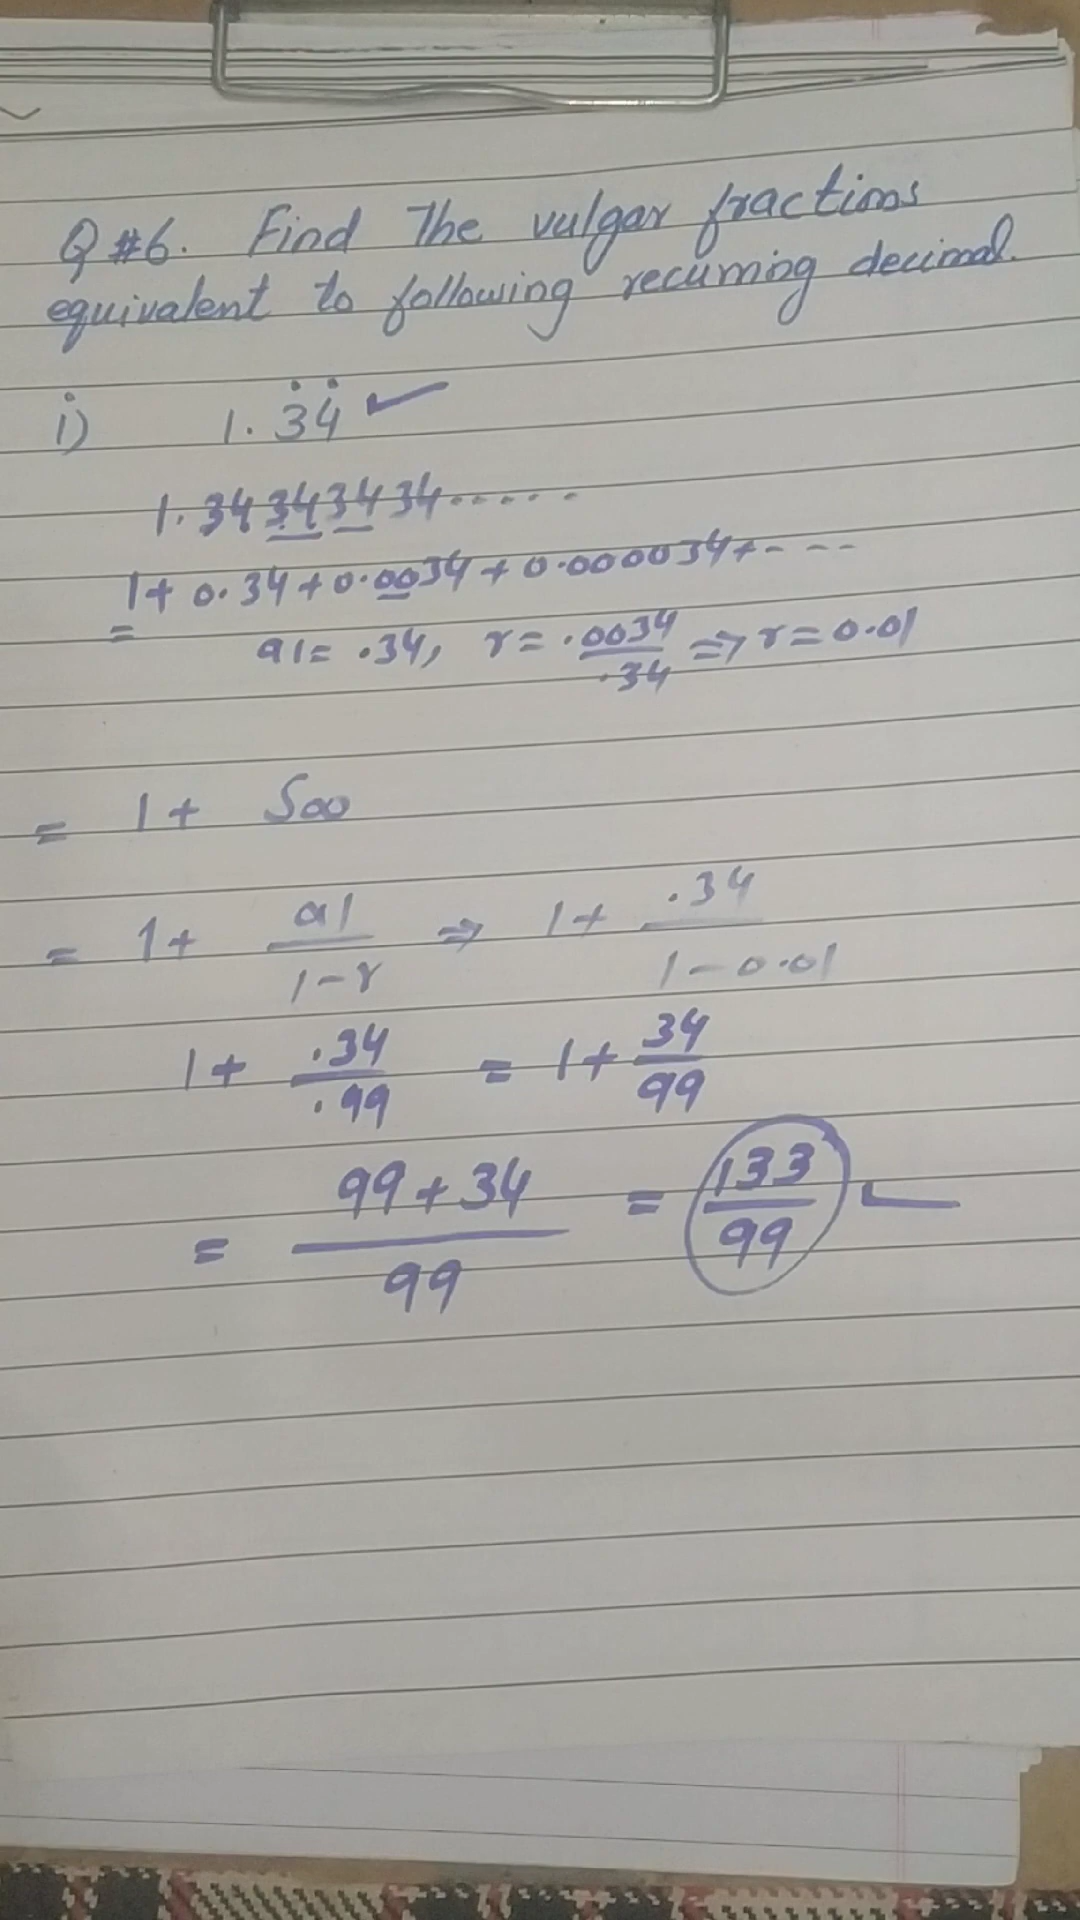 Q #6. Find The vulgar fractions
equivalent to following recurring decimal.
i) 1.3̇4̇ ✓
1.34343434......
= 1+0.34+0.0034+0.000034+----
a1= .34, r= .0034/.34 ⇒ r=0.01
= 1+ S∞
= 1+ a1/1-r ⇒ 1+ .34/1-0.01
1+ .34/.99 = 1+ 34/99
= 99+34/99 = 133/99 ✓